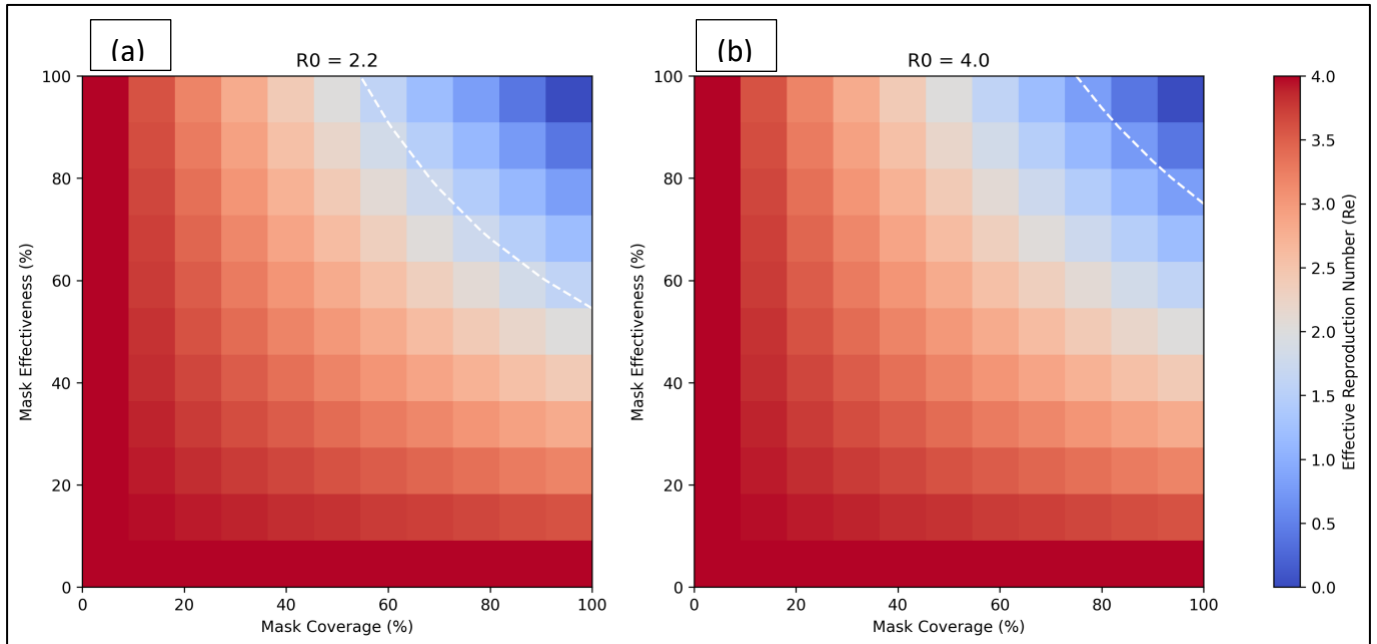 (a)
R0 = 2.2
100
80
60
40
20
0
Mask Effectiveness (%)
0 20 40 60 80 100
Mask Coverage (%)
(b)
R0 = 4.0
100
80
60
40
20
0
Mask Effectiveness (%)
0 20 40 60 80 100
Mask Coverage (%)
4.0
3.5
3.0
2.5
2.0
1.5
1.0
0.5
0.0
Effective Reproduction Number (Re)